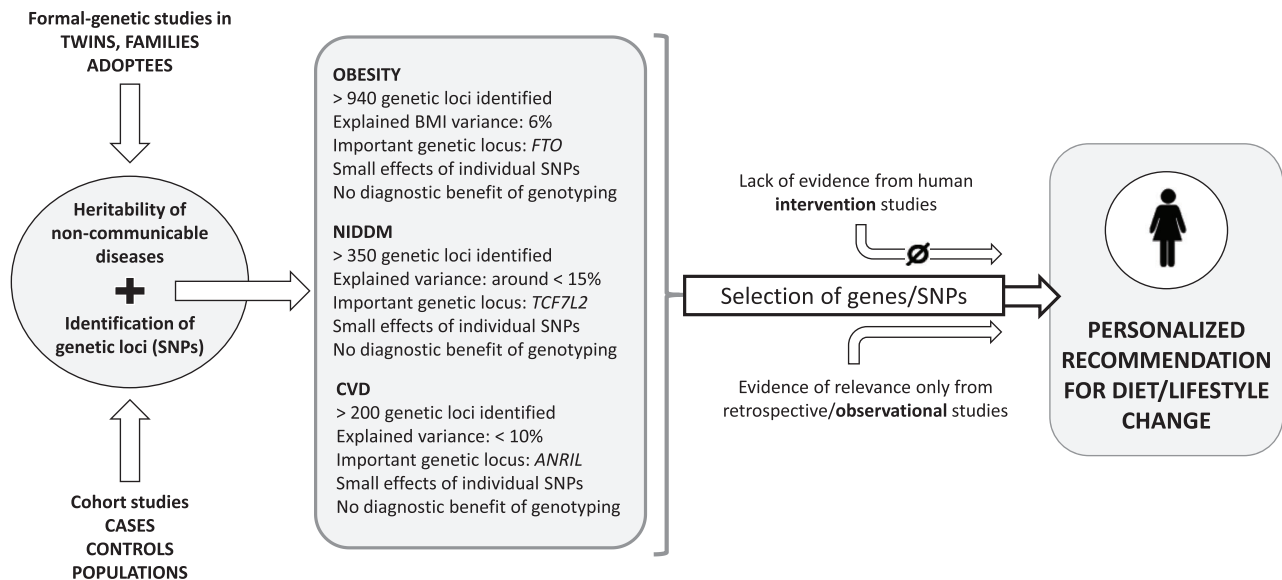 Formal-genetic studies in
TWINS, FAMILIES
ADOPTEES
Heritability of
non-communicable
diseases
+
Identification of
genetic loci (SNPs)
Cohort studies
CASES
CONTROLS
POPULATIONS
OBESITY
> 940 genetic loci identified
Explained BMI variance: 6%
Important genetic locus: FTO
Small effects of individual SNPs
No diagnostic benefit of genotyping
NIDDM
> 350 genetic loci identified
Explained variance: around < 15%
Important genetic locus: TCF7L2
Small effects of individual SNPs
No diagnostic benefit of genotyping
CVD
> 200 genetic loci identified
Explained variance: < 10%
Important genetic locus: ANRIL
Small effects of individual SNPs
No diagnostic benefit of genotyping
Lack of evidence from human
intervention studies
Ø
Selection of genes/SNPs
Evidence of relevance only from
retrospective/observational studies
PERSONALIZED
RECOMMENDATION
FOR DIET/LIFESTYLE
CHANGE